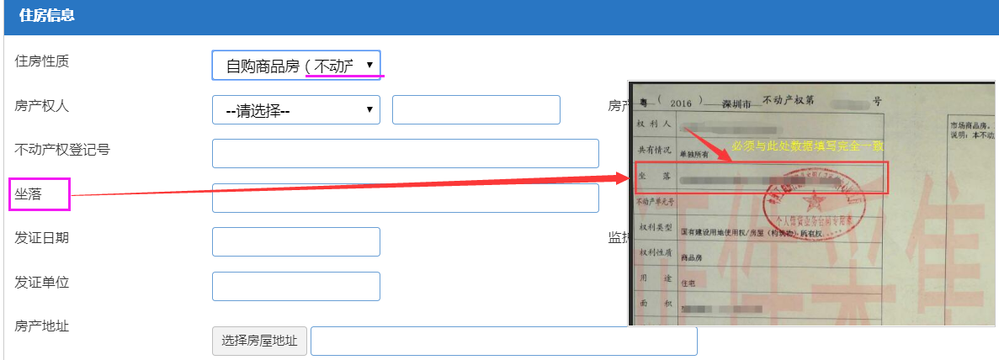 住房信息
住房性质
自购商品房（不动产
房产权人
--请选择--
房产
不动产权登记号
坐落
发证日期
监护
发证单位
房产地址
选择房屋地址
粤（2016）深圳市不动产权第 号
权利人
共有情况
单独所有
必须与此处数据填写完全一致
坐落
不动产单元号
权利类型
国有建设用地使用权/房屋（构筑物）所有权
权利性质
商品房
用途
住宅
面积
市场商品房。
说明：本不动